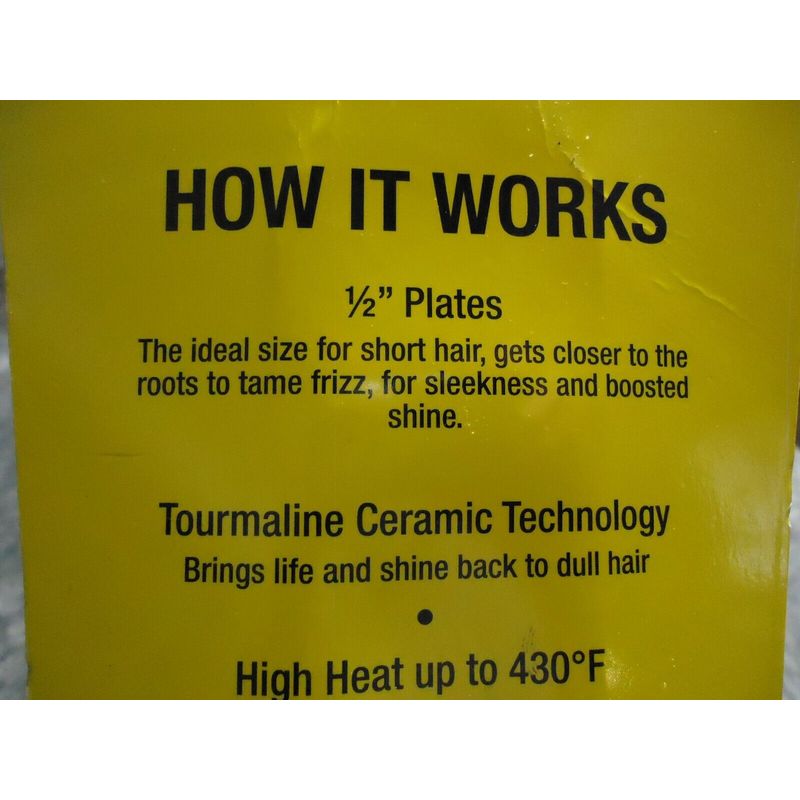 HOW IT WORKS
½” Plates
The ideal size for short hair, gets closer to the
roots to tame frizz, for sleekness and boosted
shine.
Tourmaline Ceramic Technology
Brings life and shine back to dull hair
•
High Heat up to 430°F